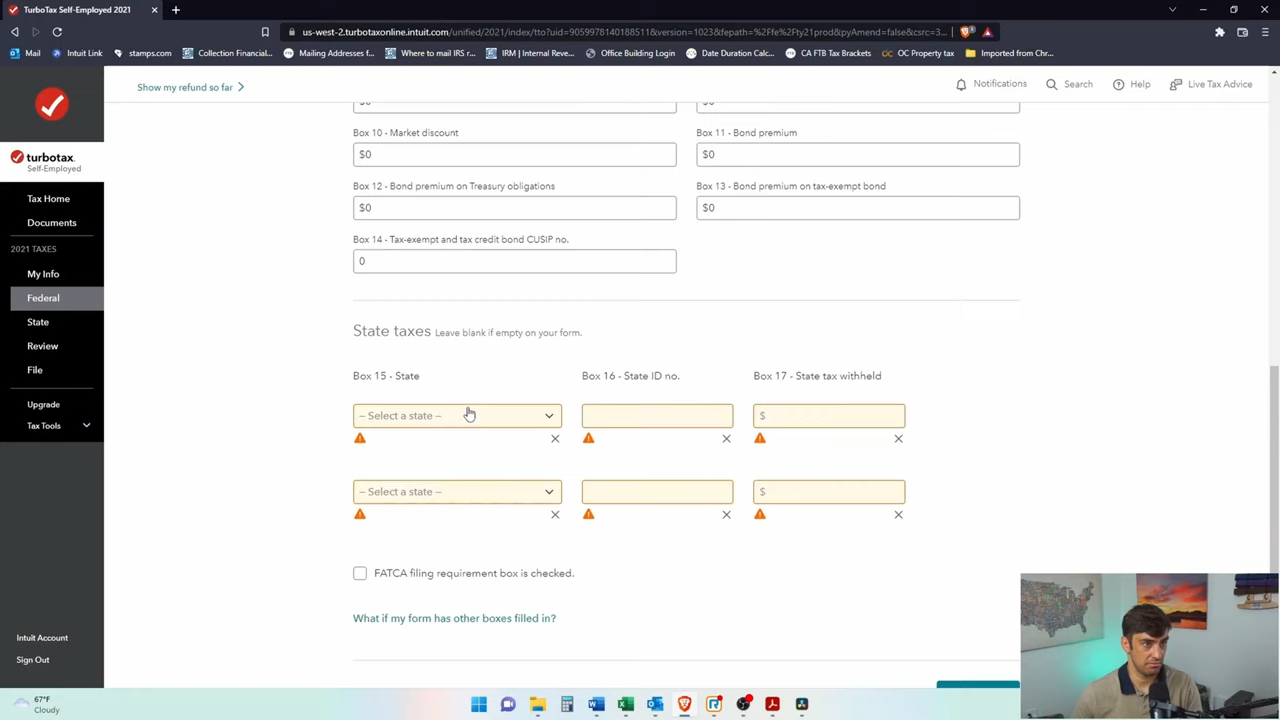 TurboTax Self-Employed 2021
us-west-2.turbotaxonline.intuit.com/unified/2021/index/tto?uid=9059978140188511&version=1023&fepath=%2Ffe%2Fty21prod&pyAmend=false&csrc=3...
Mail
Intuit Link
stamps.com
Collection Financial...
Mailing Addresses f...
Where to mail IRS r...
IRM | Internal Reve...
Office Building Login
Date Duration Calc...
CA FTB Tax Brackets
OC Property tax
Imported from Chr...
Show my refund so far
Notifications
Search
Help
Live Tax Advice
turbotax
Self-Employed
Tax Home
Documents
2021 TAXES
My Info
Federal
State
Review
File
Upgrade
Tax Tools
Intuit Account
Sign Out
Box 10 - Market discount
Box 11 - Bond premium
$0
$0
Box 12 - Bond premium on Treasury obligations
Box 13 - Bond premium on tax-exempt bond
$0
$0
Box 14 - Tax-exempt and tax credit bond CUSIP no.
0
State taxes Leave blank if empty on your form.
Box 15 - State
Box 16 - State ID no.
Box 17 - State tax withheld
– Select a state –
$
– Select a state –
$
FATCA filing requirement box is checked.
What if my form has other boxes filled in?
67°F
Cloudy